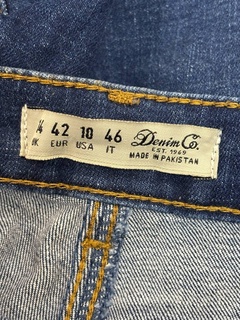 42 10 46 Denim Co.
EUR USA IT EST. 1969
MADE IN PAKISTAN